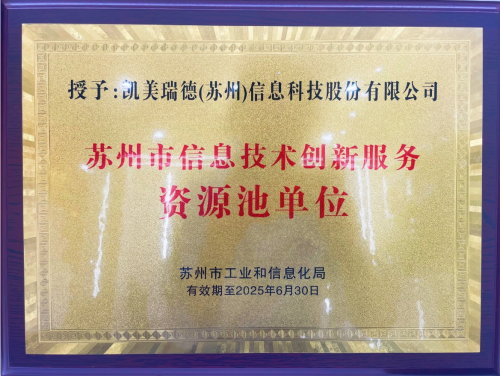 授予:凯美瑞德(苏州)信息科技股份有限公司
苏州市信息技术创新服务
资源池单位
苏州市工业和信息化局
有效期至2025年6月30日